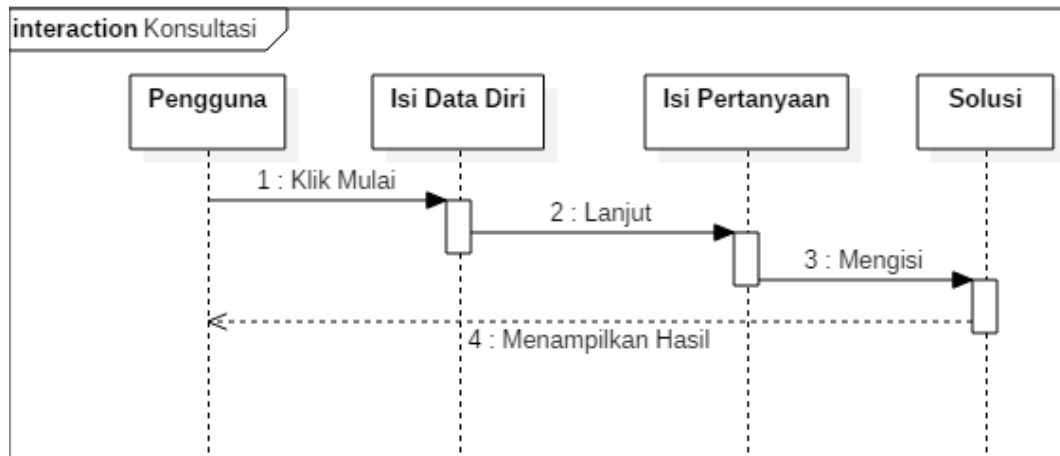 interaction Konsultasi
Pengguna
Isi Data Diri
Isi Pertanyaan
Solusi
1 : Klik Mulai
2 : Lanjut
3 : Mengisi
4 : Menampilkan Hasil